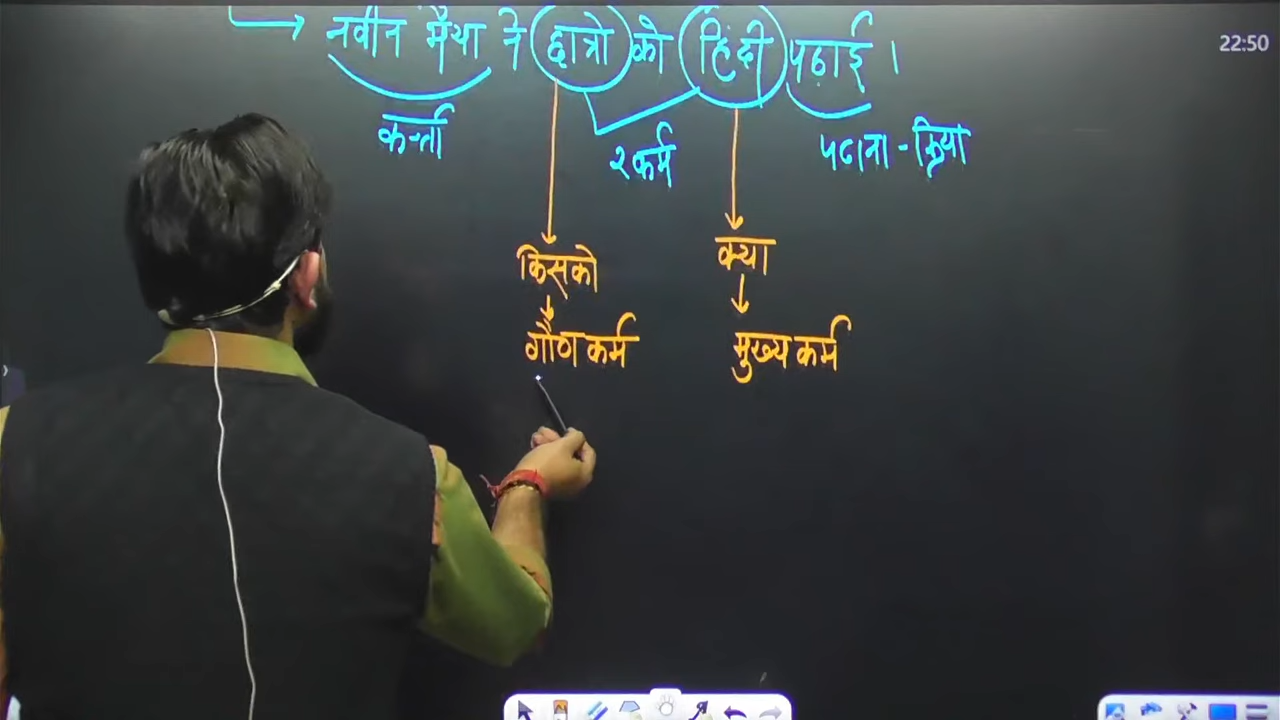 नवीन भैया ने छात्रो को हिंदी पढ़ाई ।
22:50
कर्त्ता
२ कर्म
पढाना - क्रिया
किसको
क्या
गौण कर्म
मुख्य कर्म